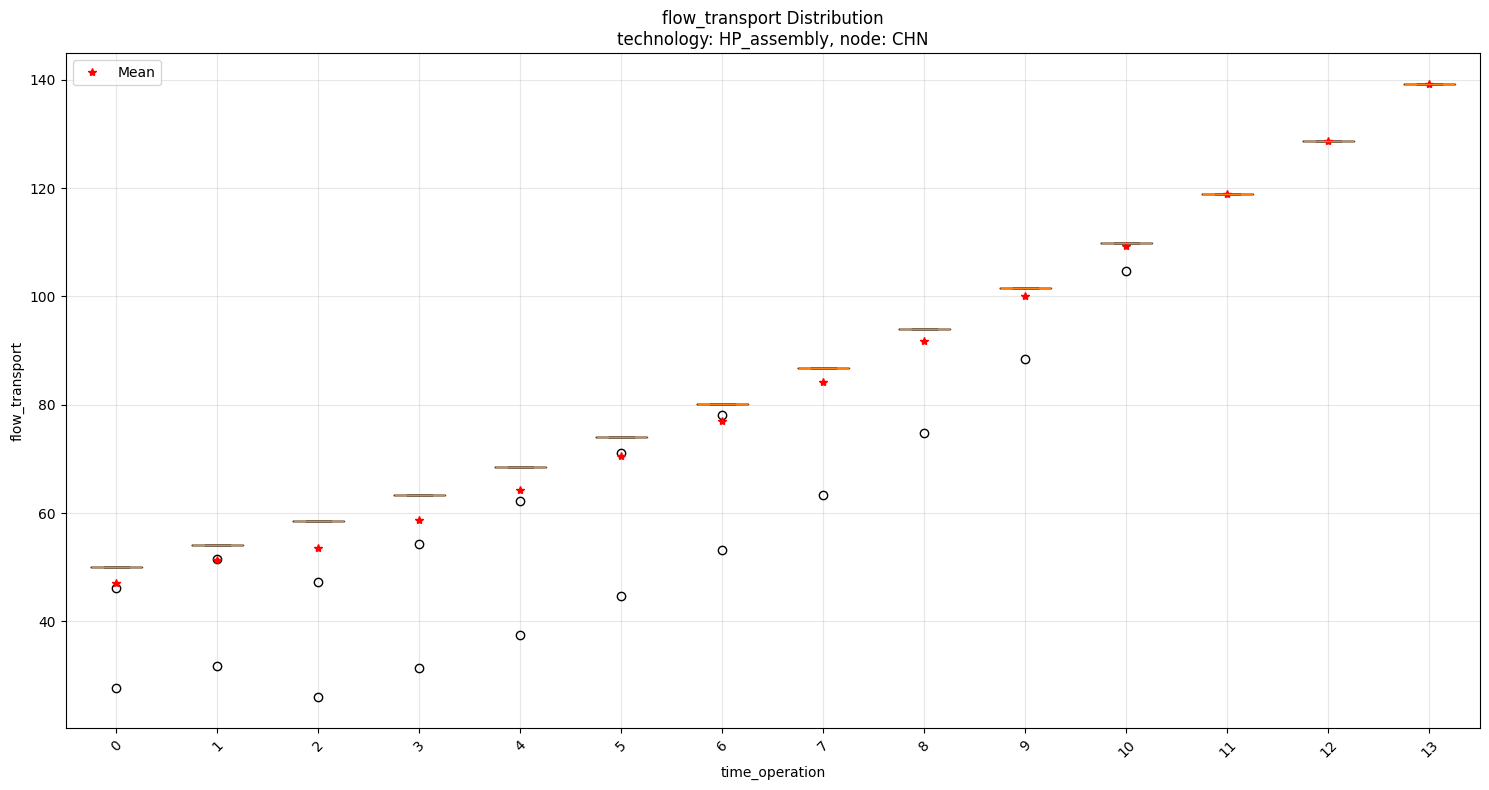 flow_transport Distribution
technology: HP_assembly, node: CHN
Mean
140
120
100
80
60
40
flow_transport
0 1 2 3 4 5 6 7 8 9 10 11 12 13
time_operation